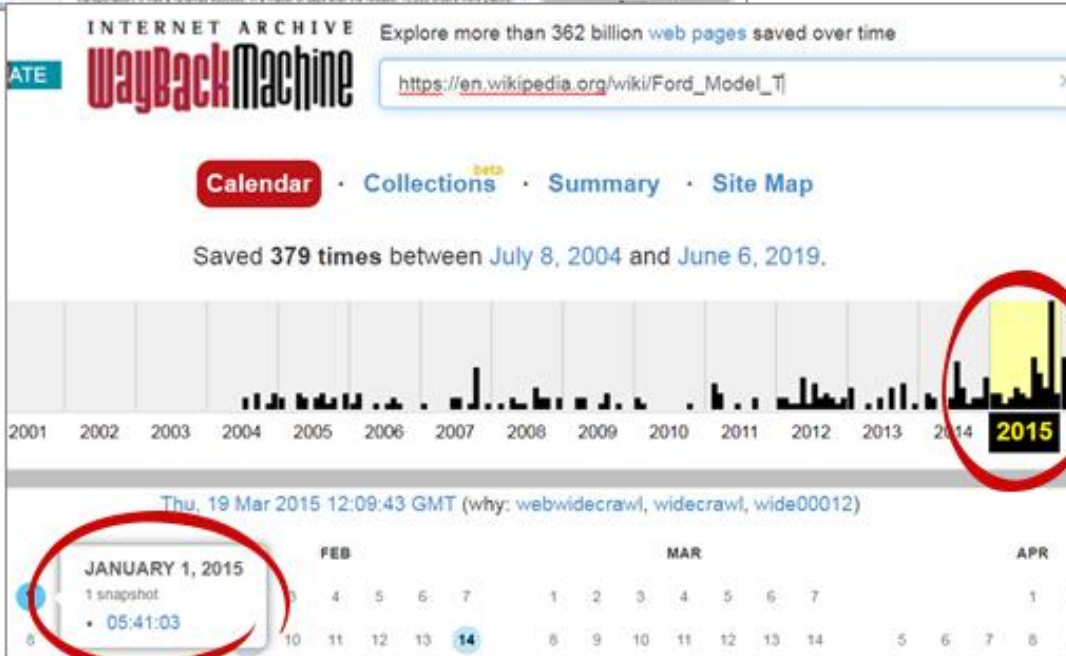 INTERNET ARCHIVE
WayBackMachine
Explore more than 362 billion web pages saved over time
ATE
https://en.wikipedia.org/wiki/Ford_Model_T
Calendar · Collections beta · Summary · Site Map
Saved 379 times between July 8, 2004 and June 6, 2019.
2001 2002 2003 2004 2005 2006 2007 2008 2009 2010 2011 2012 2013 2014 2015
Thu, 19 Mar 2015 12:09:43 GMT (why: webwidecrawl, widecrawl, wide00012)
FEB MAR APR
JANUARY 1, 2015
1 snapshot
• 05:41:03
3 4 5 6 7 1 2 3 4 5 6 7 1
8 10 11 12 13 14 8 9 10 11 12 13 14 5 6 7 8